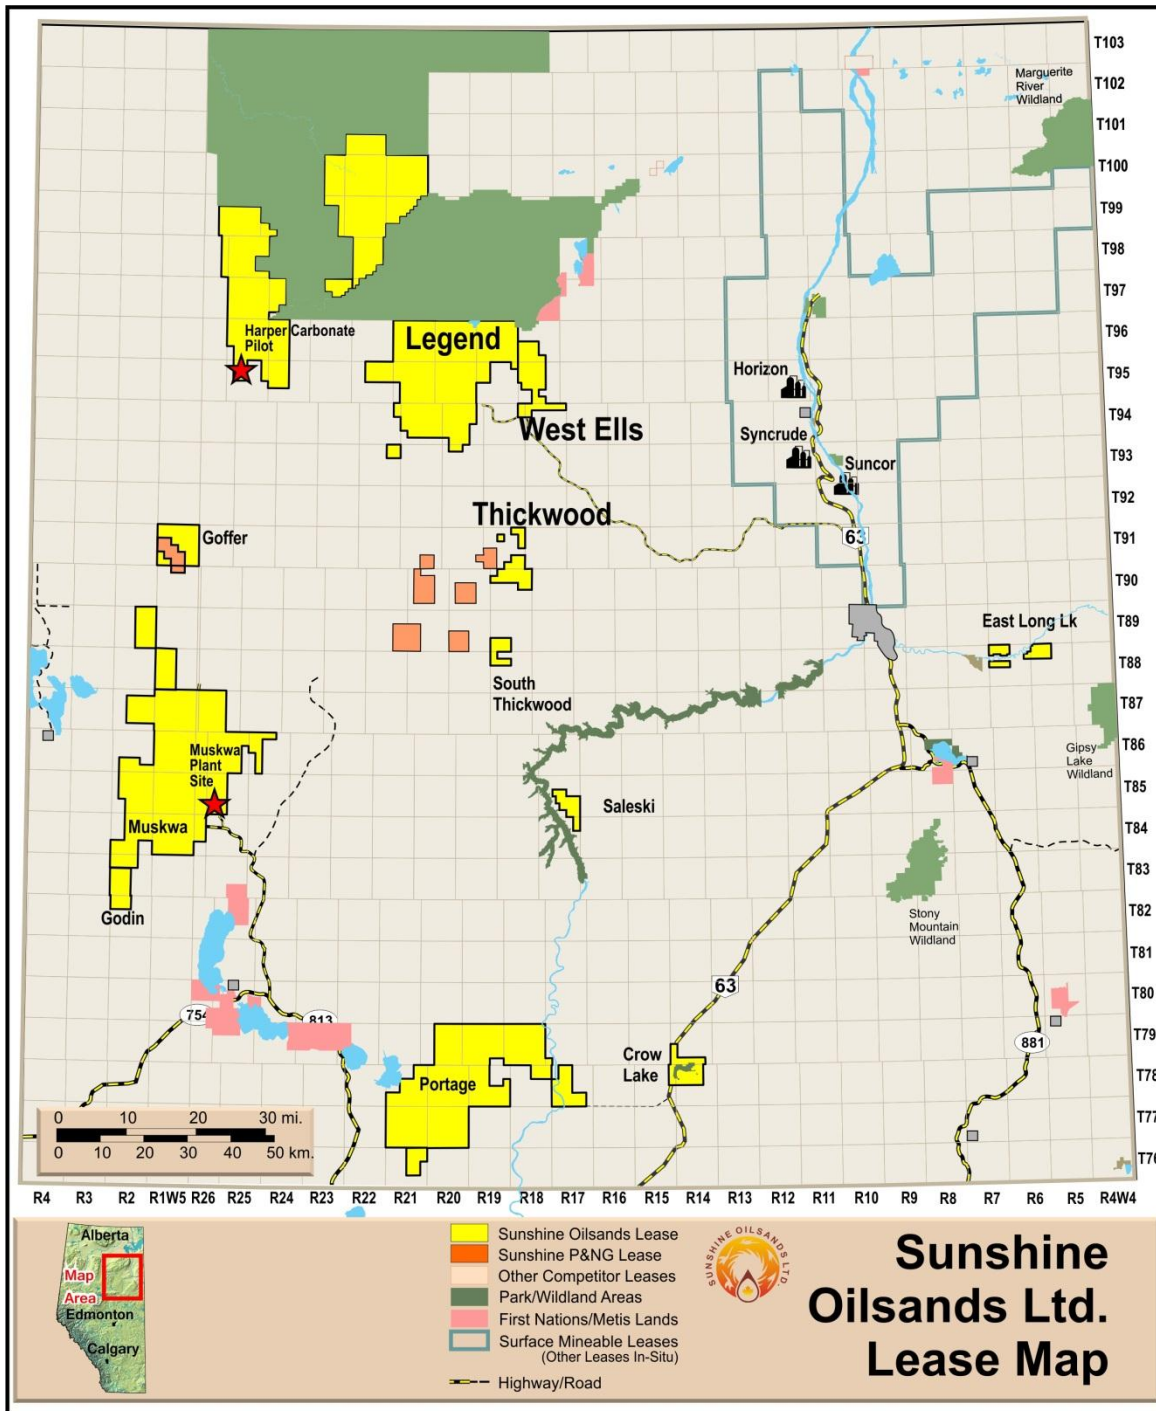 T103
Marguerite
River
Wildland
T102
T101
T100
T99
T98
T97
T96
T95
T94
T93
T92
T91
T90
T89
T88
T87
T86
T85
T84
T83
T82
T81
T80
T79
T78
T77
T76
Harper Carbonate
Pilot
Legend
West Ells
Horizon
Syncrude
Suncor
Thickwood
63
Goffer
East Long Lk
South
Thickwood
Gipsy
Lake
Wildland
Muskwa
Plant
Site
Muskwa
Saleski
Godin
Stony
Mountain
Wildland
63
754
813
881
Crow
Lake
Portage
0 10 20 30 mi.
0 10 20 30 40 50 km.
R4 R3 R2 R1W5 R26 R25 R24 R23 R22 R21 R20 R19 R18 R17 R16 R15 R14 R13 R12 R11 R10 R9 R8 R7 R6 R5 R4W4
Alberta
Map
Area
Edmonton
Calgary
Sunshine Oilsands Lease
Sunshine P&NG Lease
Other Competitor Leases
Park/Wildland Areas
First Nations/Metis Lands
Surface Mineable Leases
(Other Leases In-Situ)
Highway/Road
SUNSHINE OILSANDS LTD.
Sunshine
Oilsands Ltd.
Lease Map